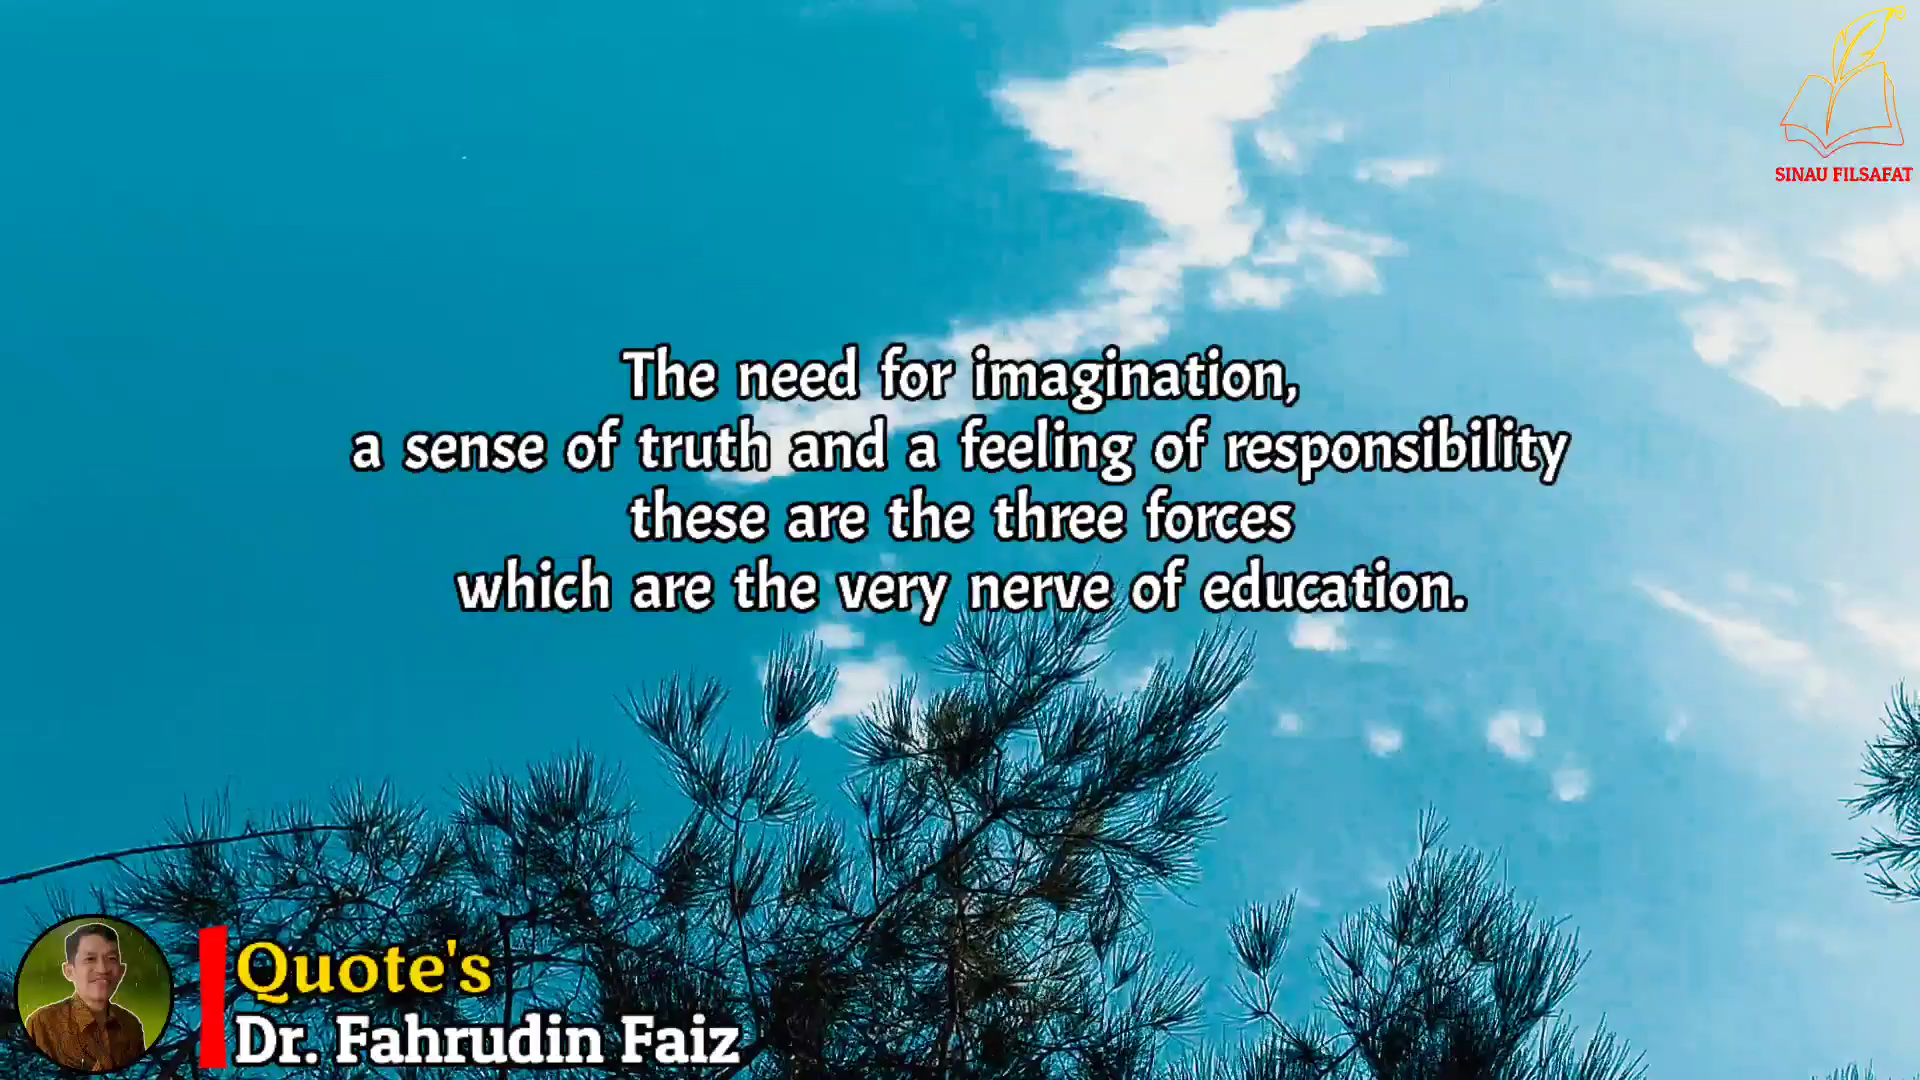 SINAU FILSAFAT
The need for imagination,
a sense of truth and a feeling of responsibility
these are the three forces
which are the very nerve of education.
Quote's
Dr. Fahrudin Faiz